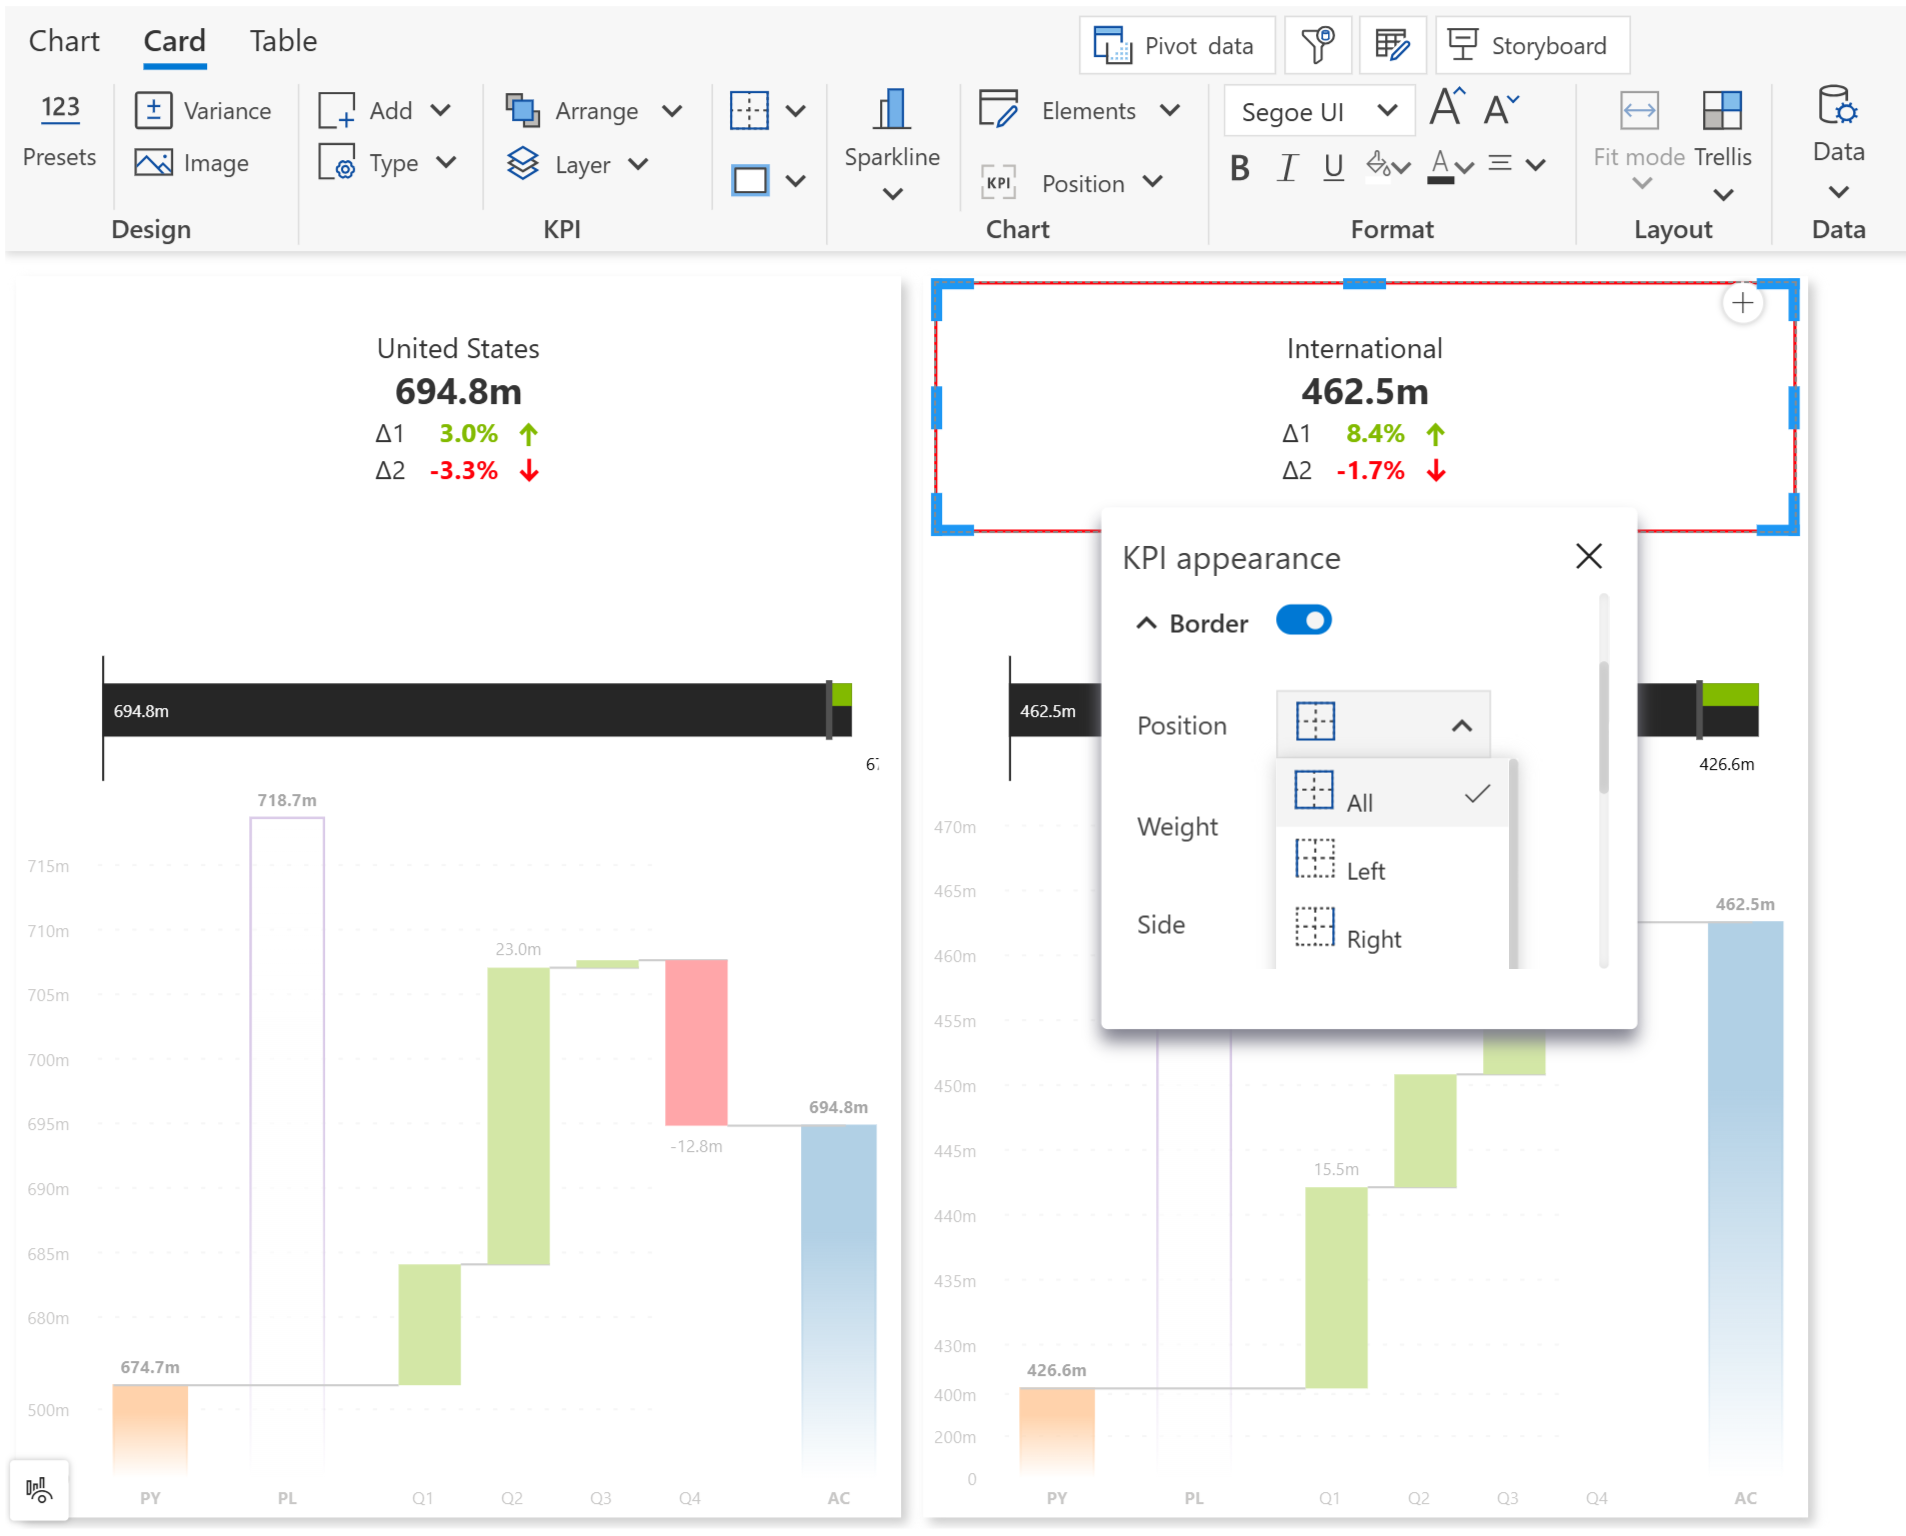 Chart Card Table
Pivot data
Storyboard
123
Presets
Variance
Image
Design
Add
Type
Arrange
Layer
KPI
Sparkline
Elements
KPI
Position
Chart
Segoe UI
A A
B I U A
Format
Fit mode
Trellis
Layout
Data
Data
United States
694.8m
Δ1 3.0%
Δ2 -3.3%
694.8m
718.7m
715m
710m
705m
700m
695m
690m
685m
680m
500m
23.0m
-12.8m
694.8m
674.7m
PY PL Q1 Q2 Q3 Q4 AC
International
462.5m
Δ1 8.4%
Δ2 -1.7%
462.5m
426.6m
KPI appearance
Border
Position
All
Left
Right
Weight
Side
470m
465m
460m
455m
450m
445m
440m
435m
430m
400m
200m
0
462.5m
15.5m
426.6m
PY PL Q1 Q2 Q3 Q4 AC